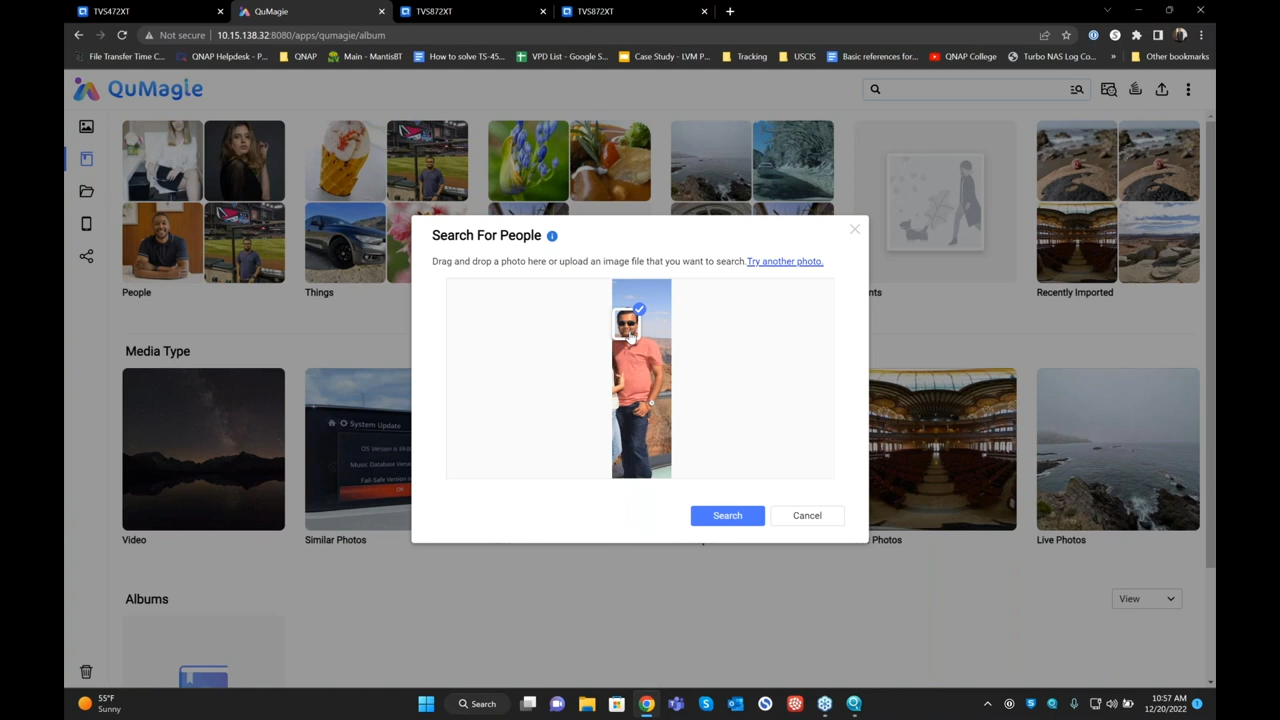 TVS472XT
QuMagie
TVS872XT
TVS872XT
Not secure
10.15.138.32:8080/apps/qumagie/album
File Transfer Time C...
QNAP Helpdesk - P...
QNAP
Main - MantisBT
How to solve TS-45...
VPD List - Google S...
Case Study - LVM P...
Tracking
USCIS
Basic references for...
QNAP College
Turbo NAS Log Co...
»
Other bookmarks
QuMagie
People
Things
Recently Imported
Search For People
Drag and drop a photo here or upload an image file that you want to search. Try another photo.
Search
Cancel
Media Type
System Update
OK
Video
Similar Photos
Photos
Live Photos
Albums
View
55°F
Sunny
Search
10:57 AM
12/20/2022